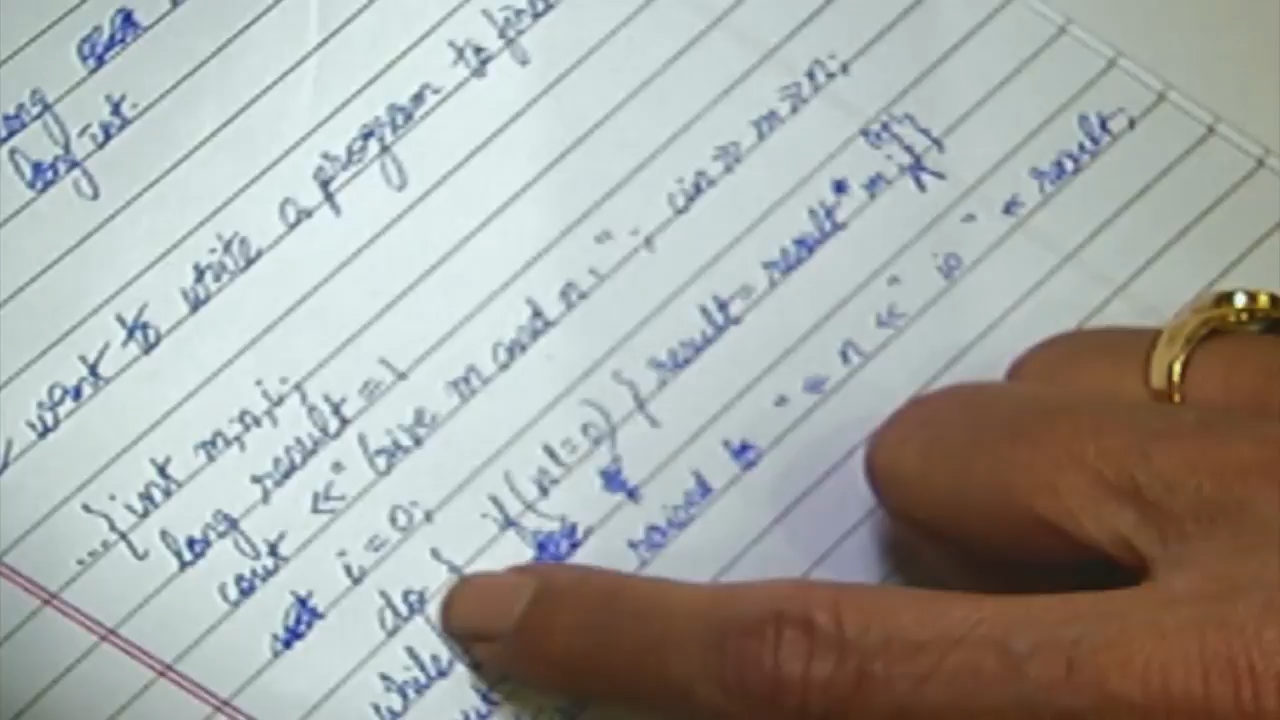 long int.
want to write a program to find
...{ int m, n, i;
long result = 1
cout << "Give m and n:"; cin >> m >> n;
i = 0;
do { if (n!=0) { result = result * m; i++; }}
while
raised to " << n << " is " << result;